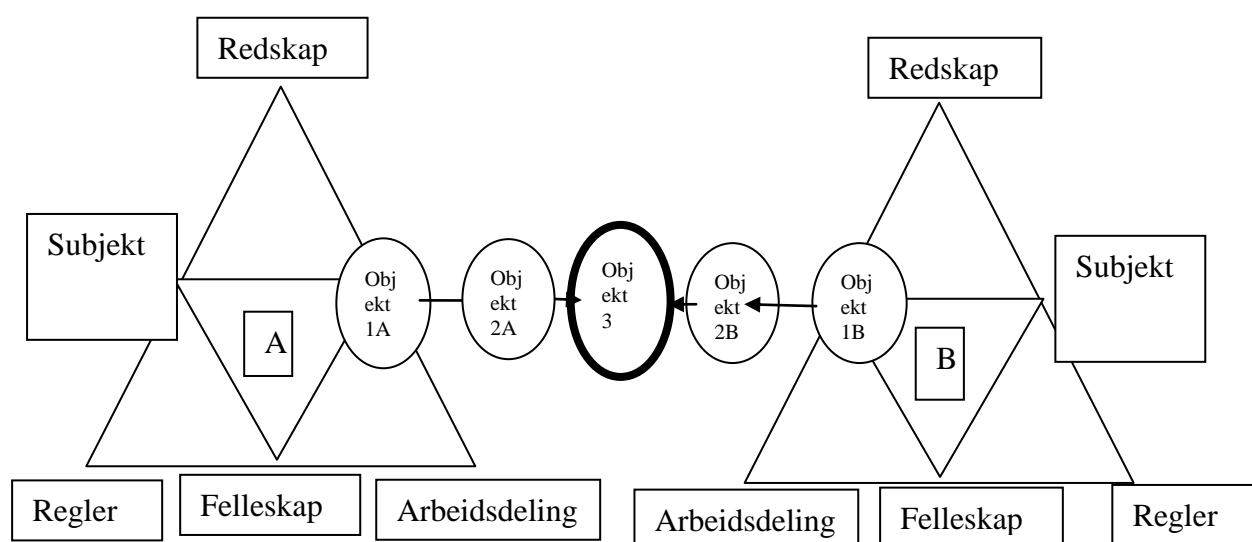 Redskap
Redskap
Subjekt
Subjekt
Obj
ekt
1A
Obj
ekt
2A
Obj
ekt
3
Obj
ekt
2B
Obj
ekt
1B
A
B
Regler
Felleskap
Arbeidsdeling
Arbeidsdeling
Felleskap
Regler